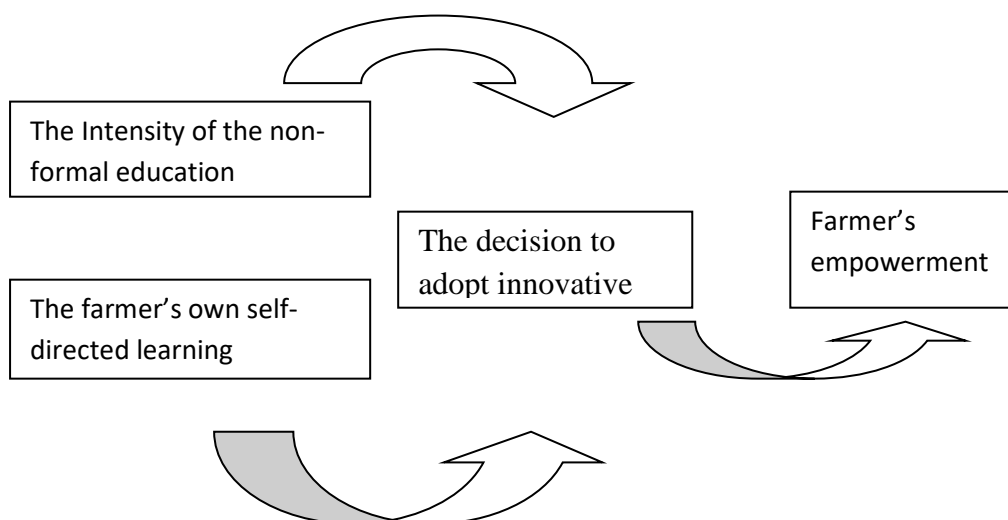 The Intensity of the non-
formal education
The farmer’s own self-
directed learning
The decision to
adopt innovative
Farmer’s
empowerment